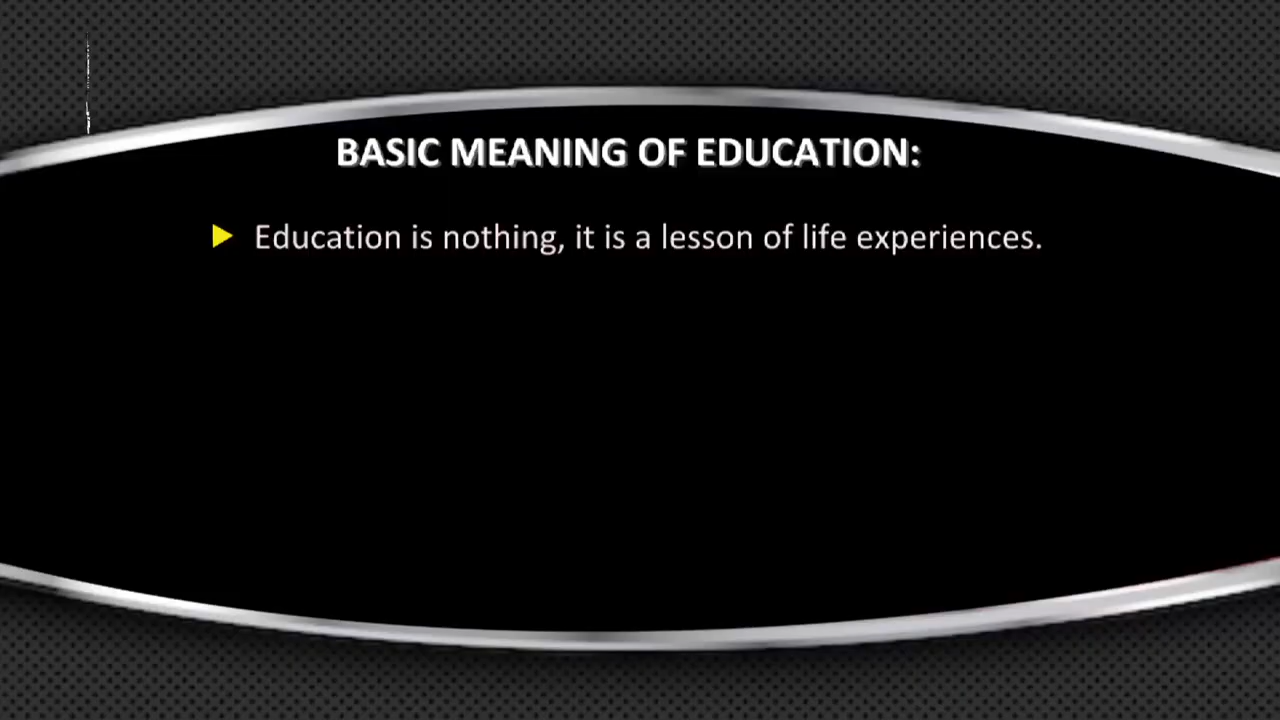 BASIC MEANING OF EDUCATION:
Education is nothing, it is a lesson of life experiences.